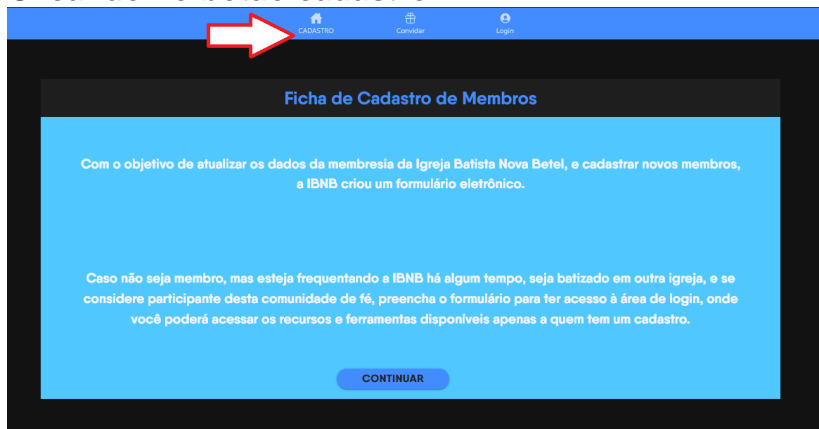 CADASTRO
Convidar
Login
Ficha de Cadastro de Membros
Com o objetivo de atualizar os dados da membresia da Igreja Batista Nova Betel, e cadastrar novos membros,
a IBNB criou um formulário eletrônico.
Caso não seja membro, mas esteja frequentando a IBNB há algum tempo, seja batizado em outra igreja, e se
considere participante desta comunidade de fé, preencha o formulário para ter acesso à área de login, onde
você poderá acessar os recursos e ferramentas disponíveis apenas a quem tem um cadastro.
CONTINUAR